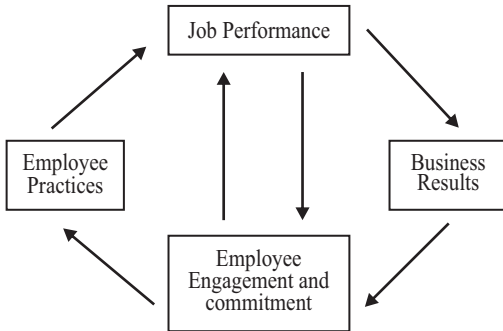 Job Performance
Employee
Practices
Business
Results
Employee
Engagement and
commitment